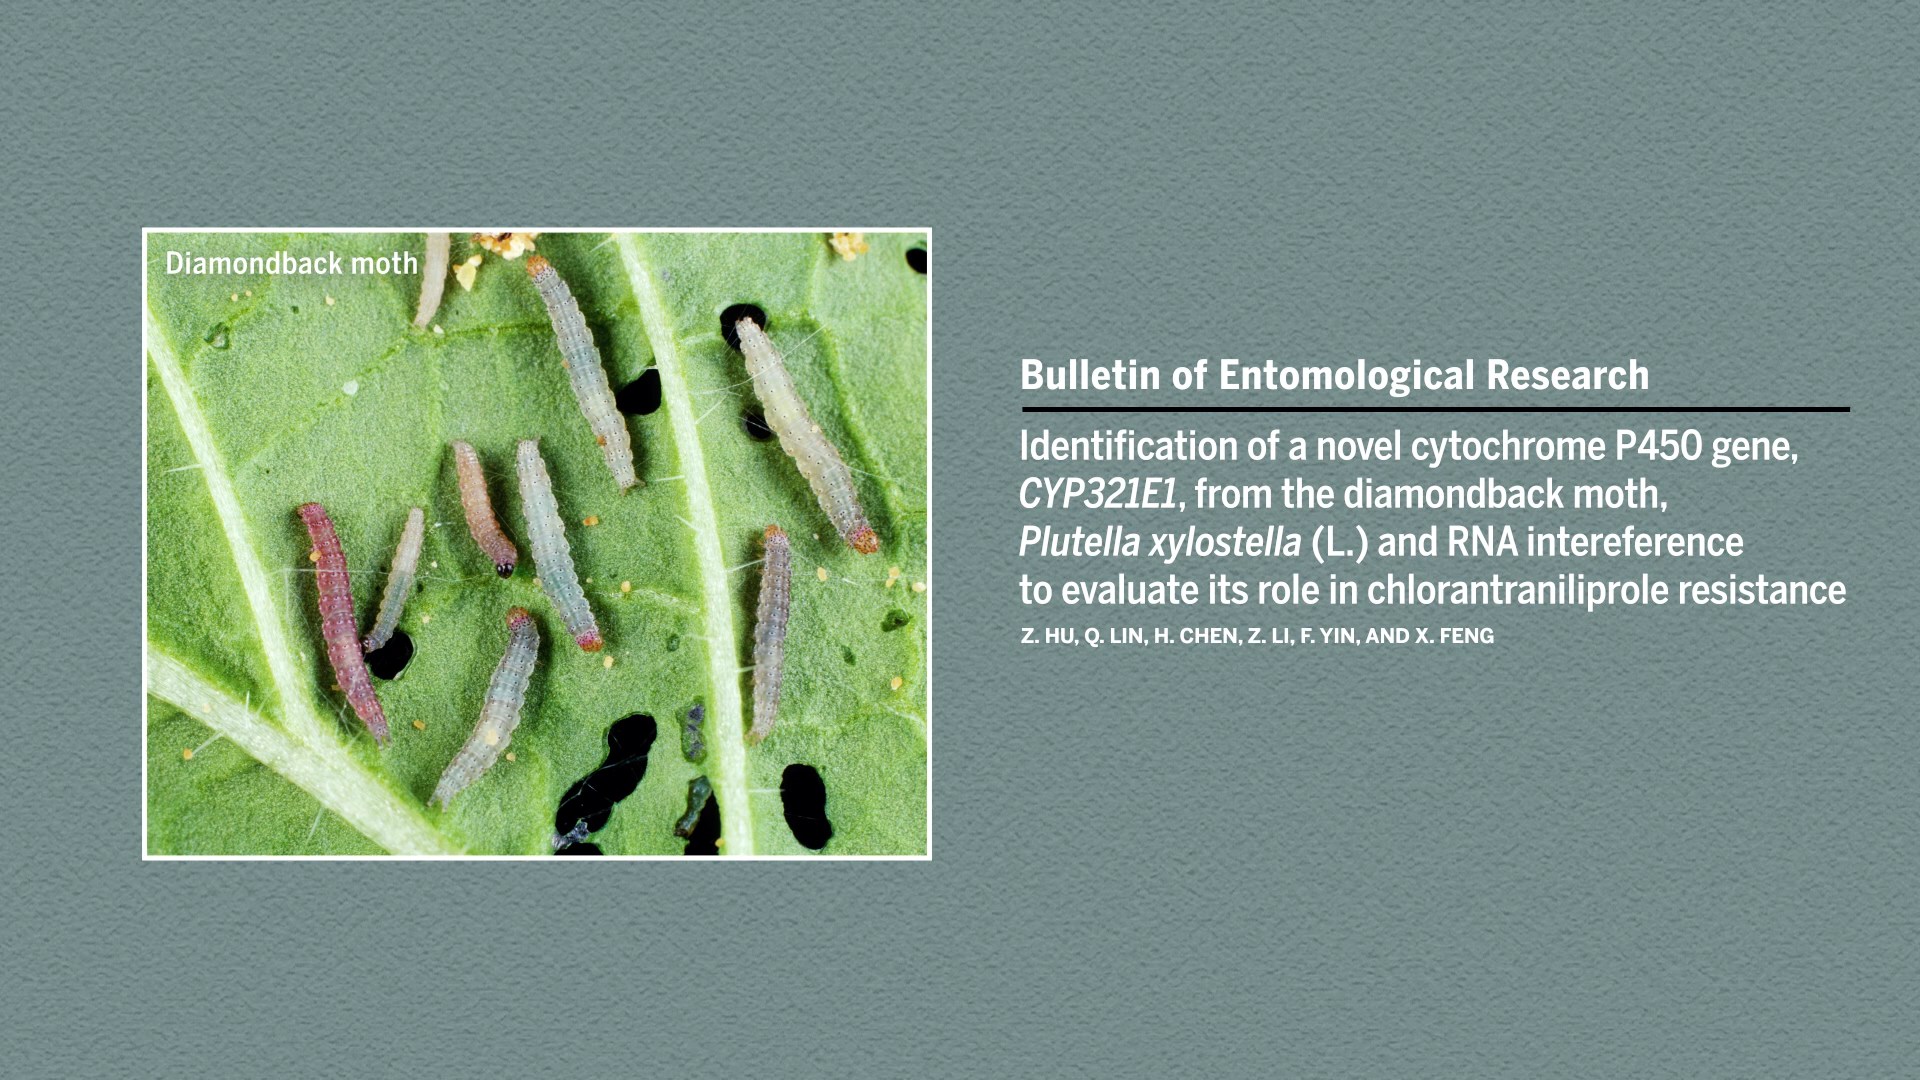 Diamondback moth
Bulletin of Entomological Research
Identification of a novel cytochrome P450 gene,
CYP321E1, from the diamondback moth,
Plutella xylostella (L.) and RNA intereference
to evaluate its role in chlorantraniliprole resistance
Z. HU, Q. LIN, H. CHEN, Z. LI, F. YIN, AND X. FENG